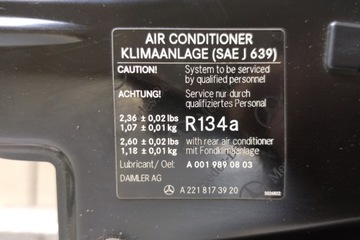 AIR CONDITIONER
KLIMAANLAGE (SAE J 639)
CAUTION! System to be serviced
by qualified personnel
ACHTUNG! Service nur durch
qualifiziertes Personal
2,36 ± 0,02 lbs
1,07 ± 0,01 kg R134a
2,60 ± 0,02 lbs with rear air conditioner
1,18 ± 0,01 kg mit Fondklimaanlage
Lubricant/ Oel: A 001 989 08 03
DAIMLER AG A 221 817 39 20